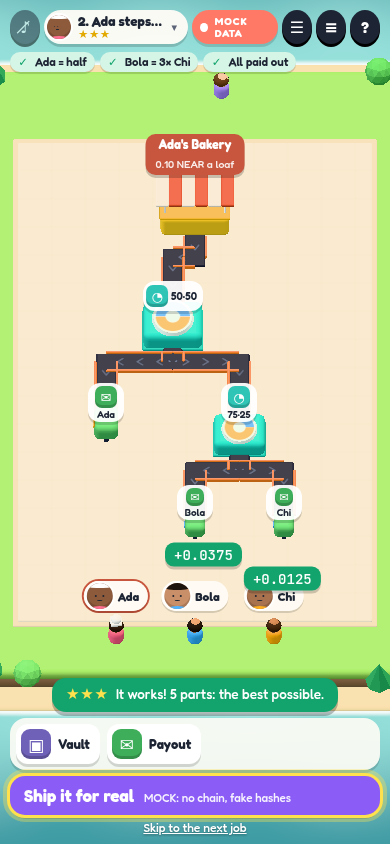 2. Ada steps...
★★★
▾
MOCK DATA
?
✓ Ada = half
✓ Bola = 3x Chi
✓ All paid out
Ada's Bakery
0.10 NEAR a loaf
50-50
Ada
75-25
Bola
Chi
+0.0375
+0.0125
Ada
Bola
Chi
★★★ It works! 5 parts: the best possible.
Vault
Payout
Ship it for real MOCK: no chain, fake hashes
Skip to the next job